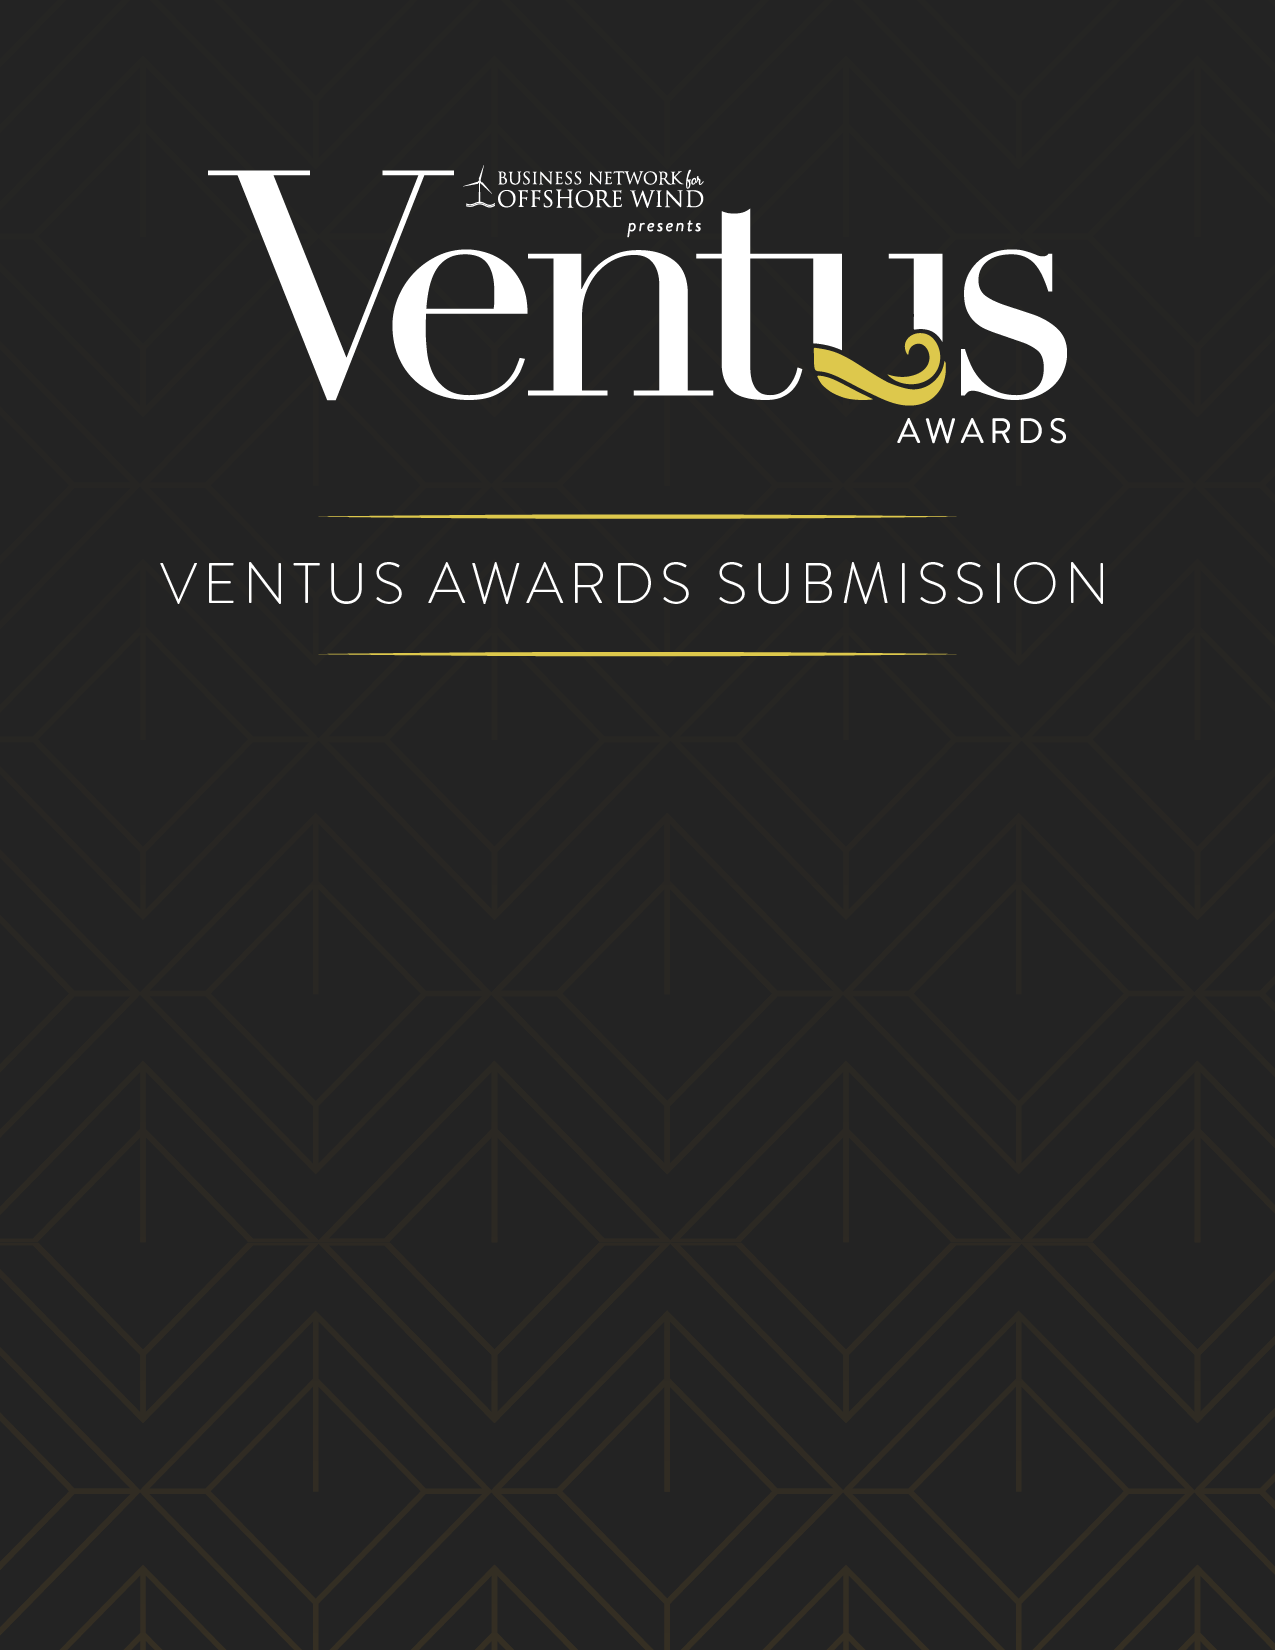 BUSINESS NETWORK for
OFFSHORE WIND
presents
Ventus
AWARDS
VENTUS AWARDS SUBMISSION